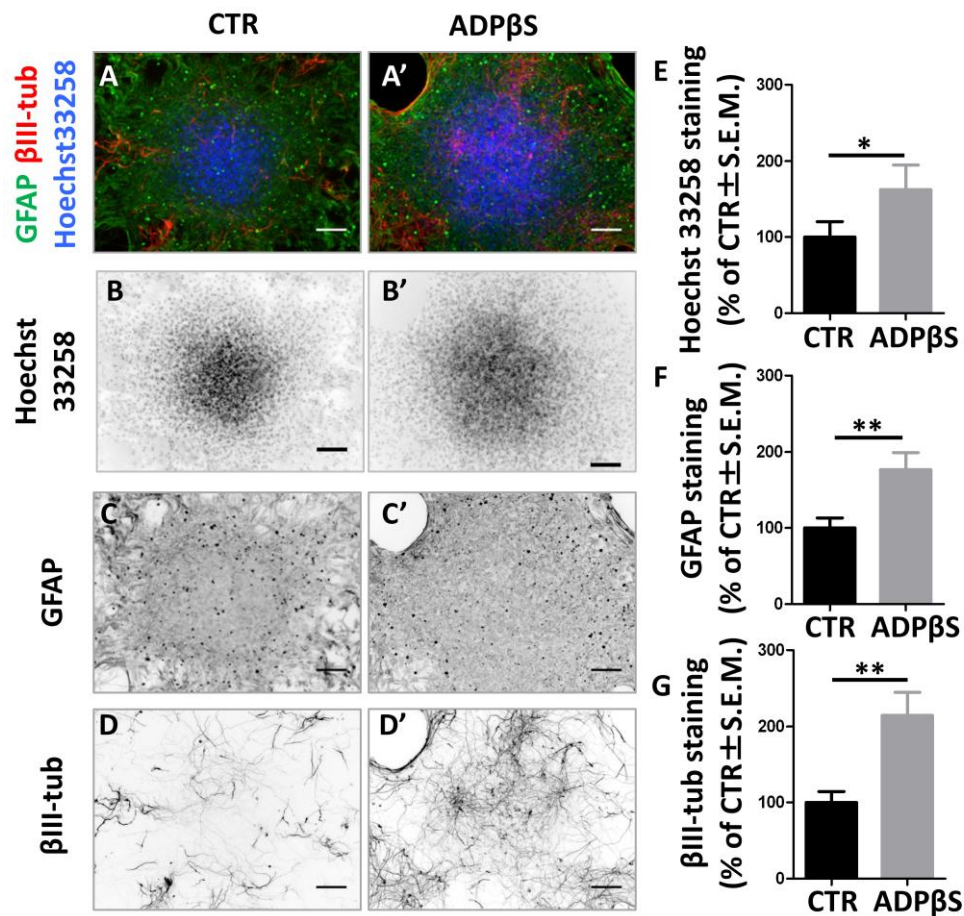 CTR
ADPβS
GFAP βIII-tub
Hoechst33258
A
A'
Hoechst
33258
B
B'
GFAP
C
C'
βIII-tub
D
D'
E
Hoechst 33258 staining
(% of CTR±S.E.M.)
300
200
100
0
*
CTR
ADPβS
F
GFAP staining
(% of CTR±S.E.M.)
300
200
100
0
**
CTR
ADPβS
G
βIII-tub staining
(% of CTR±S.E.M.)
300
200
100
0
**
CTR
ADPβS